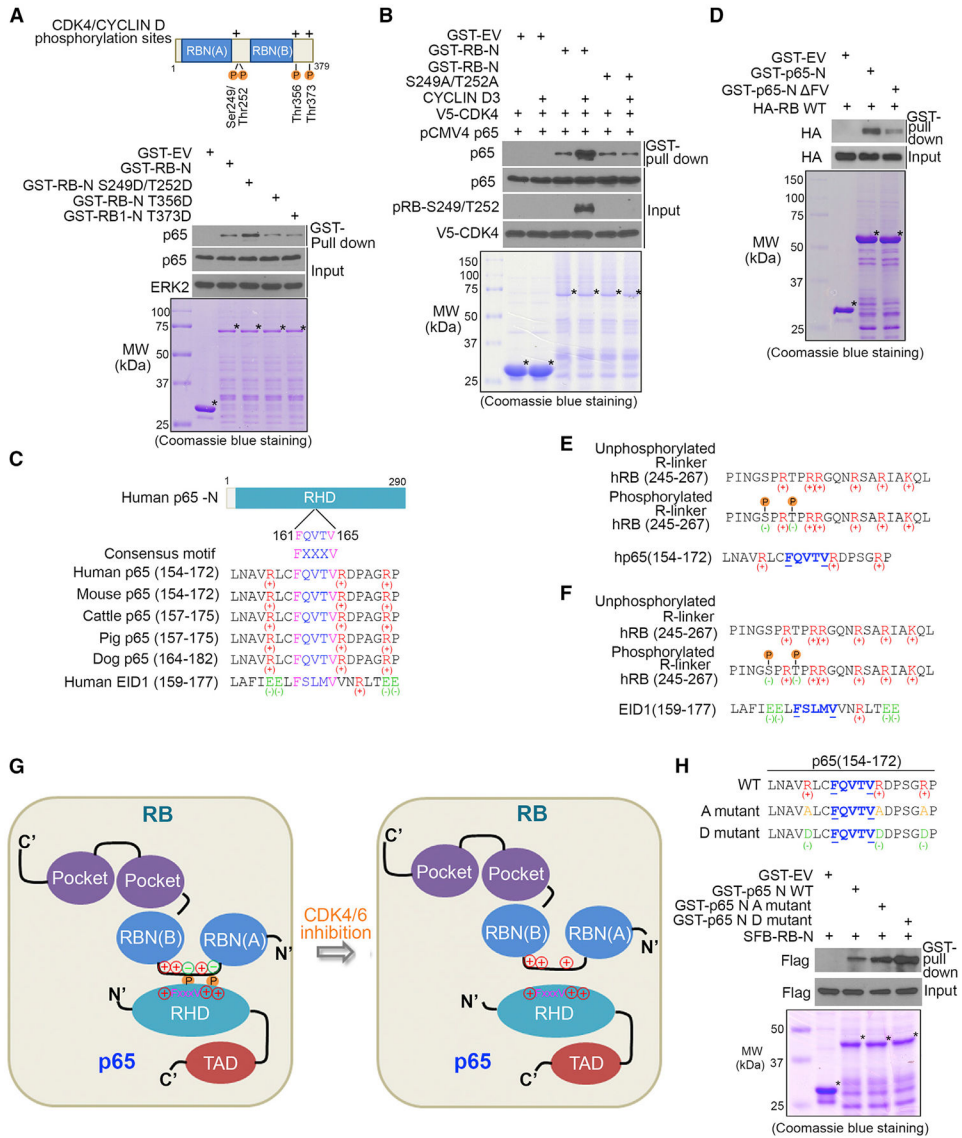 A
CDK4/CYCLIN D
phosphorylation sites
+ + +
RBN(A) RBN(B)
1 379
P P P P
Ser249/
Thr252
Thr356
Thr373
GST-EV +
GST-RB-N +
GST-RB-N S249D/T252D +
GST-RB-N T356D +
GST-RB1-N T373D +
p65
GST-
Pull down
p65
Input
ERK2
100
75
50
37
25
MW
(kDa)
* * * * *
(Coomassie blue staining)
B
GST-EV + +
GST-RB-N + +
GST-RB-N
S249A/T252A + +
CYCLIN D3 + + +
V5-CDK4 + + + + + +
pCMV4 p65 + + + + + +
p65
GST-
pull down
p65
pRB-S249/T252
Input
V5-CDK4
150
100
75
50
37
25
MW
(kDa)
* * * * * *
(Coomassie blue staining)
D
GST-EV +
GST-p65-N +
GST-p65-N ΔFV +
HA-RB WT + + +
HA
GST-
pull
down
HA
Input
150
100
75
50
37
25
MW
(kDa)
* * *
(Coomassie blue staining)
C
1 290
Human p65 -N RHD
161 FQVTV 165
Consensus motif FXXXV
Human p65 (154-172) LNAVRLCFQVTVRDPAGRP
(+) (+) (+)
Mouse p65 (154-172) LNAVRLCFQVTVRDPAGRP
(+) (+) (+)
Cattle p65 (157-175) LNAVRLCFQVTVRDPAGRP
(+) (+) (+)
Pig p65 (157-175) LNAVRLCFQVTVRDPAGRP
(+) (+) (+)
Dog p65 (164-182) LNAVRLCFQVTVRDPAGRP
(+) (+) (+)
Human EID1 (159-177) LAFIEELFSLMVVNRLTEEE
(-)(-) (+) (-)(-)
E
Unphosphorylated
R-linker
hRB (245-267) PINGSPRTPRRGQNRSARIAKQL
(+) (+)(+) (+) (+) (+)
Phosphorylated
R-linker
P P
hRB (245-267) PINGSPRTPRRGQNRSARIAKQL
(-) (+)(-) (+)(+) (+) (+) (+)
hp65(154-172) LNAVRLCFQVTVRDPSGRP
(+) (+) (+)
F
Unphosphorylated
R-linker
hRB (245-267) PINGSPRTPRRGQNRSARIAKQL
(+) (+)(+) (+) (+) (+)
Phosphorylated
R-linker
P P
hRB (245-267) PINGSPRTPRRGQNRSARIAKQL
(-) (+)(-) (+)(+) (+) (+) (+)
EID1(159-177) LAFIEELFSLMVVNRLTEE
(-)(-) (+) (-)(-)
G
RB
C'
Pocket Pocket
RBN(B) RBN(A)
N'
+ + − + −
P P
N'
+ + +
RHD
p65
TAD
C'
CDK4/6
inhibition
RB
C'
Pocket Pocket
RBN(B) RBN(A)
N'
+ + +
N'
+ + +
RHD
p65
TAD
C'
H
p65(154-172)
WT LNAVRLCFQVTVRDPSGRP
(+) (+) (+)
A mutant LNAVALCFQVTVADPSGAP
D mutant LNAVDLCFQVTVDDPSGDP
(-) (-) (-)
GST-EV +
GST-p65 N WT +
GST-p65 N A mutant +
GST-p65 N D mutant +
SFB-RB-N + + + +
Flag
GST-
pull
down
Flag
Input
50
37
25
MW
(kDa)
* * * *
(Coomassie blue staining)